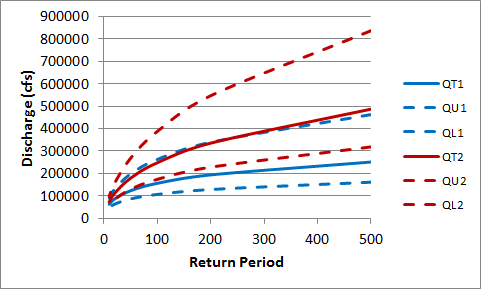 900000
800000
700000
600000
500000
400000
300000
200000
100000
0
Discharge (cfs)
0 100 200 300 400 500
Return Period
QT1
QU1
QL1
QT2
QU2
QL2